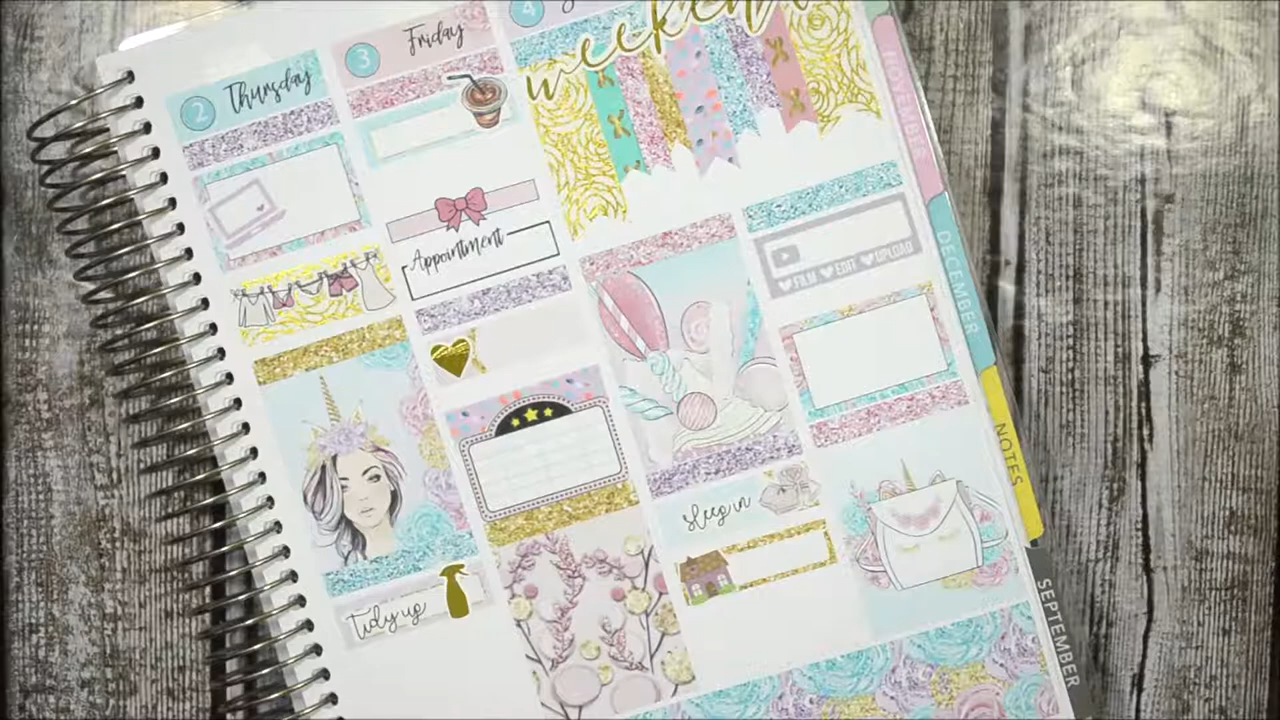 2 Thursday
3 Friday
4
weekend
Appointment
FILM EDIT UPLOAD
tidy up
sleep in
NOVEMBER
DECEMBER
NOTES
SEPTEMBER